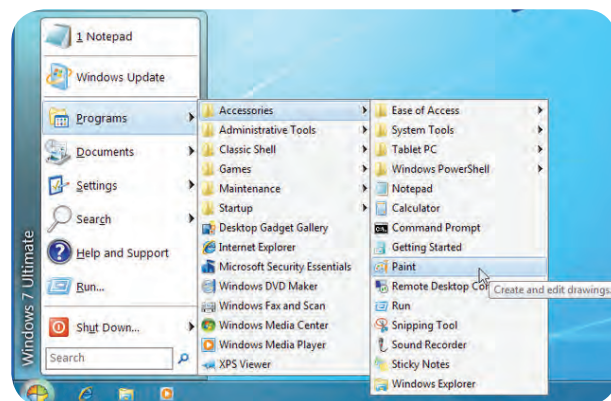 1 Notepad
Windows Update
Programs
Documents
Settings
Search
Help and Support
Run...
Shut Down...
Search
Windows 7 Ultimate
Accessories
Administrative Tools
Classic Shell
Games
Maintenance
Startup
Desktop Gadget Gallery
Internet Explorer
Microsoft Security Essentials
Windows DVD Maker
Windows Fax and Scan
Windows Media Center
Windows Media Player
XPS Viewer
Ease of Access
System Tools
Tablet PC
Windows PowerShell
Notepad
Calculator
Command Prompt
Getting Started
Paint
Remote Desktop Co
Create and edit drawings.
Run
Snipping Tool
Sound Recorder
Sticky Notes
Windows Explorer